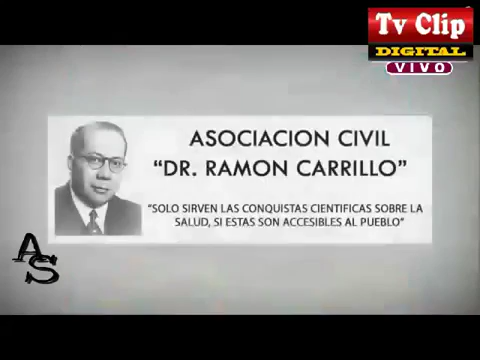 Tv Clip
DIGITAL
VIVO
ASOCIACION CIVIL
“DR. RAMON CARRILLO”
“SOLO SIRVEN LAS CONQUISTAS CIENTIFICAS SOBRE LA
SALUD, SI ESTAS SON ACCESIBLES AL PUEBLO”
AS